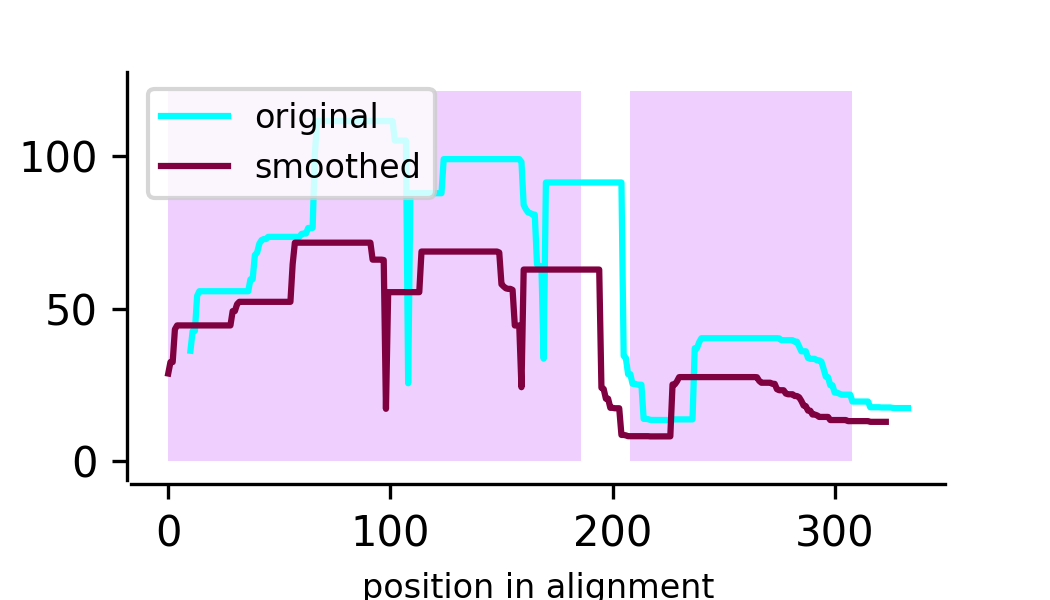 original
smoothed
100
50
0
0 100 200 300
position in alignment